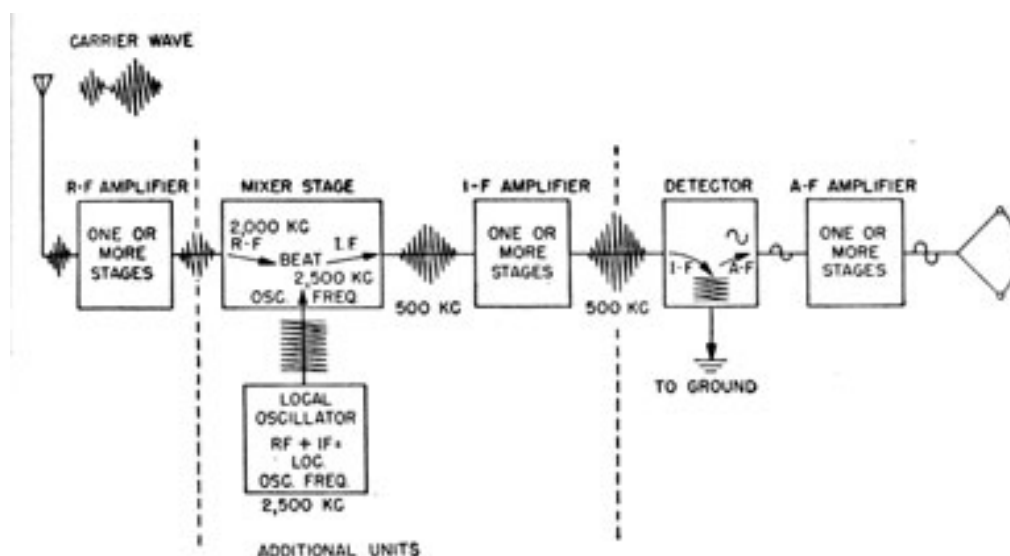 CARRIER WAVE
R-F AMPLIFIER
ONE OR
MORE
STAGES
MIXER STAGE
2,000 KC
R-F
I.F
BEAT
2,500 KC
OSC. FREQ.
LOCAL
OSCILLATOR
RF + IF=
LOC.
OSC. FREQ.
2,500 KC
500 KC
I-F AMPLIFIER
ONE OR
MORE
STAGES
500 KC
DETECTOR
I-F
A-F
TO GROUND
A-F AMPLIFIER
ONE OR
MORE
STAGES
ADDITIONAL UNITS